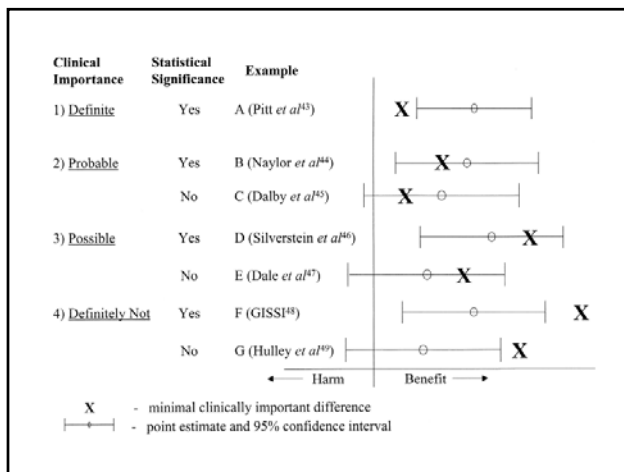 Clinical Importance Statistical Significance Example
1) Definite Yes A (Pitt et al⁴³)
X
2) Probable Yes B (Naylor et al⁴⁴)
X
No C (Dalby et al⁴⁵)
X
3) Possible Yes D (Silverstein et al⁴⁶)
X
No E (Dale et al⁴⁷)
X
4) Definitely Not Yes F (GISSI⁴⁸)
X
No G (Hulley et al⁴⁹)
X
← Harm Benefit →
X - minimal clinically important difference
- point estimate and 95% confidence interval